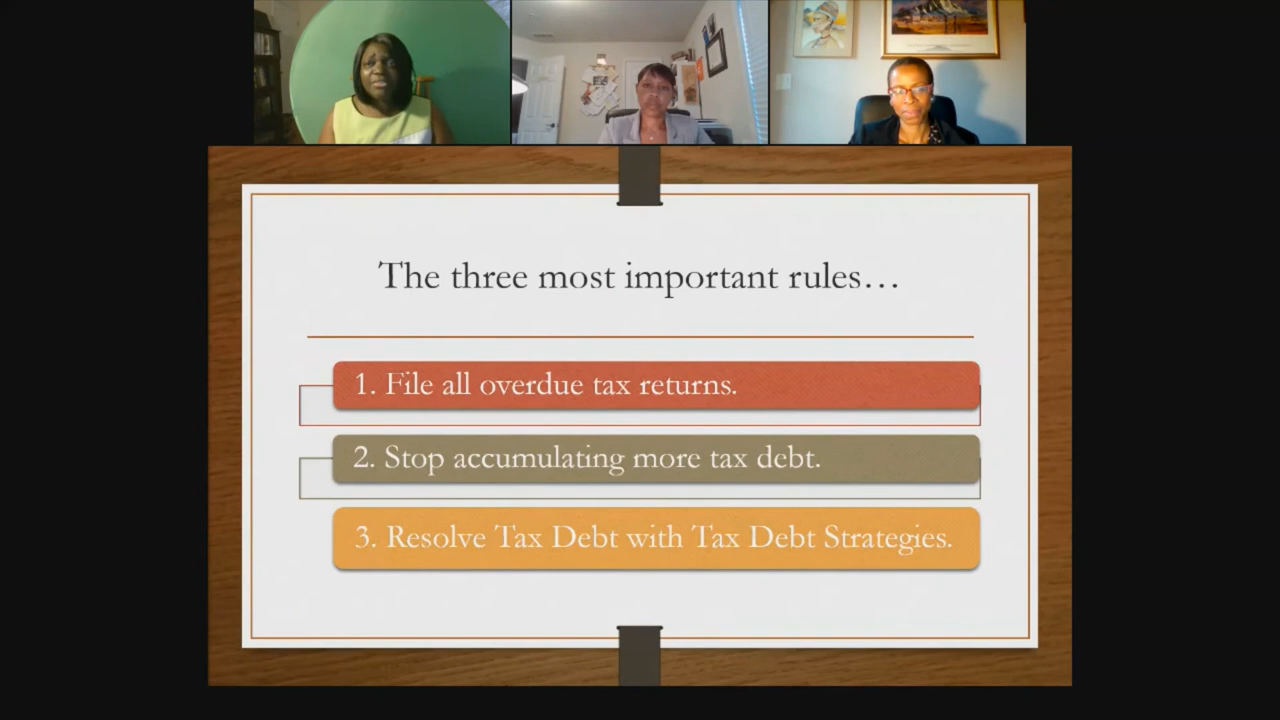 The three most important rules…
1. File all overdue tax returns.
2. Stop accumulating more tax debt.
3. Resolve Tax Debt with Tax Debt Strategies.